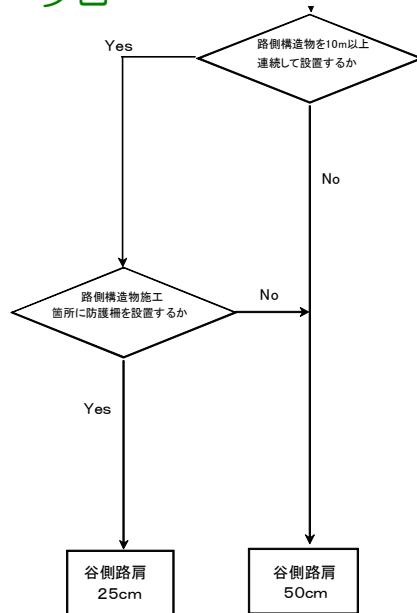 路側構造物を10m以上
連続して設置するか
Yes
No
路側構造物施工
箇所に防護柵を設置するか
No
Yes
谷側路肩
25cm
谷側路肩
50cm